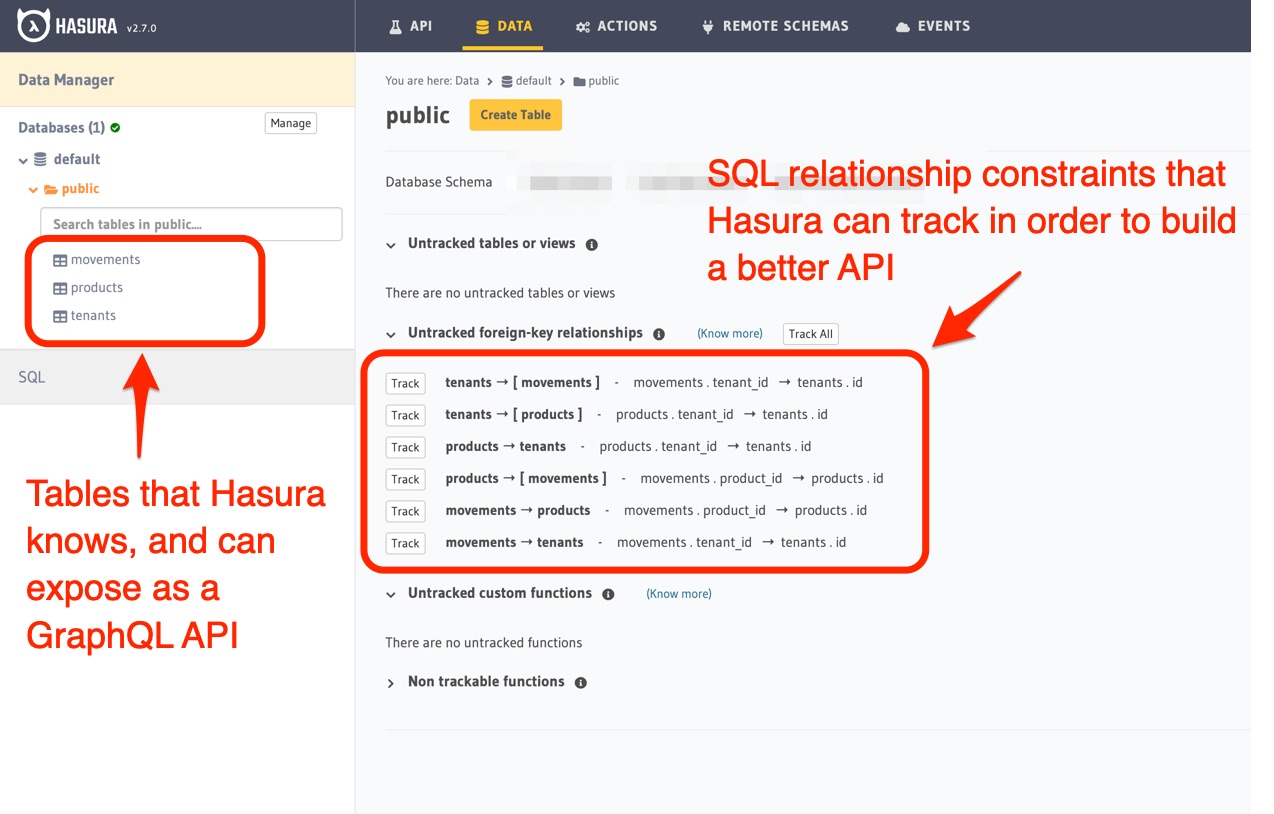 HASURA v2.7.0
API DATA ACTIONS REMOTE SCHEMAS EVENTS
Data Manager
Databases (1) Manage
default
public
Search tables in public....
movements
products
tenants
SQL
Tables that Hasura
knows, and can
expose as a
GraphQL API
You are here: Data > default > public
public Create Table
Database Schema
SQL relationship constraints that
Hasura can track in order to build
a better API
Untracked tables or views
There are no untracked tables or views
Untracked foreign-key relationships (Know more) Track All
Track tenants → [ movements ] - movements . tenant_id → tenants . id
Track tenants → [ products ] - products . tenant_id → tenants . id
Track products → tenants - products . tenant_id → tenants . id
Track products → [ movements ] - movements . product_id → products . id
Track movements → products - movements . product_id → products . id
Track movements → tenants - movements . tenant_id → tenants . id
Untracked custom functions (Know more)
There are no untracked functions
Non trackable functions